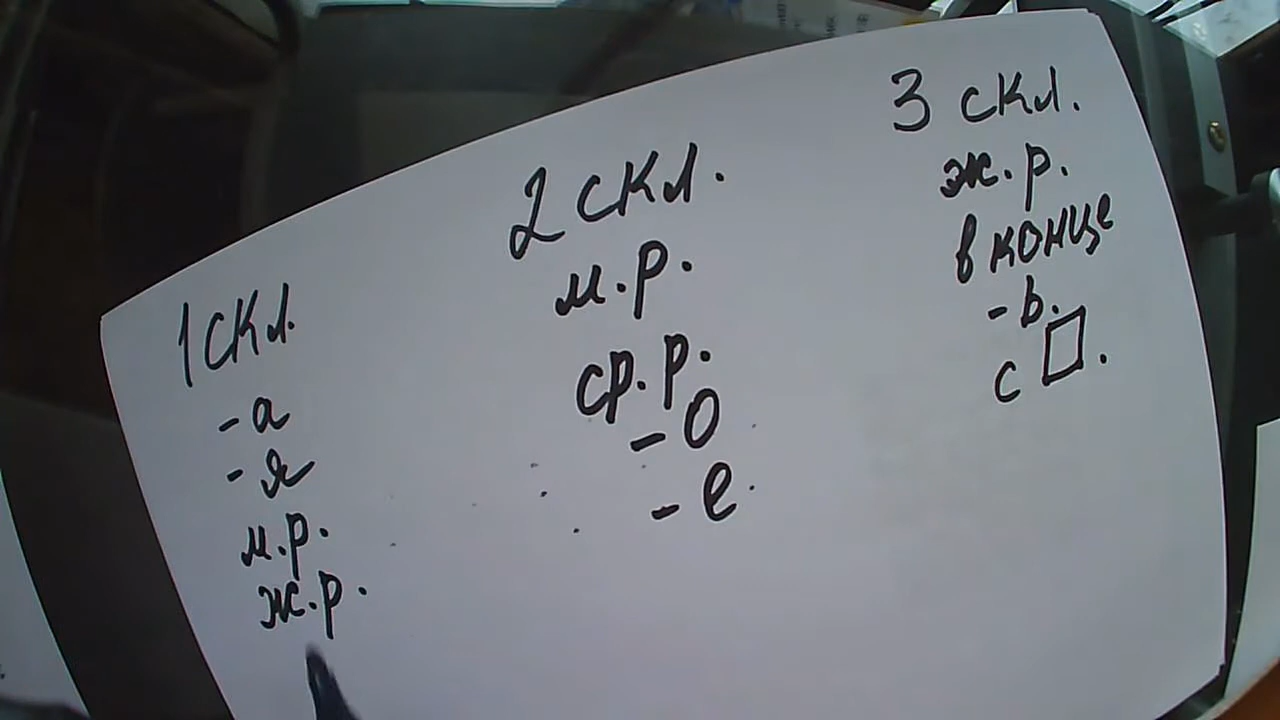 1 скл.
-а
-я
м.р.
ж.р.
2 скл.
м.р.
ср.р.
-о
-е.
3 скл.
ж.р.
в конце
-ь.
с □.